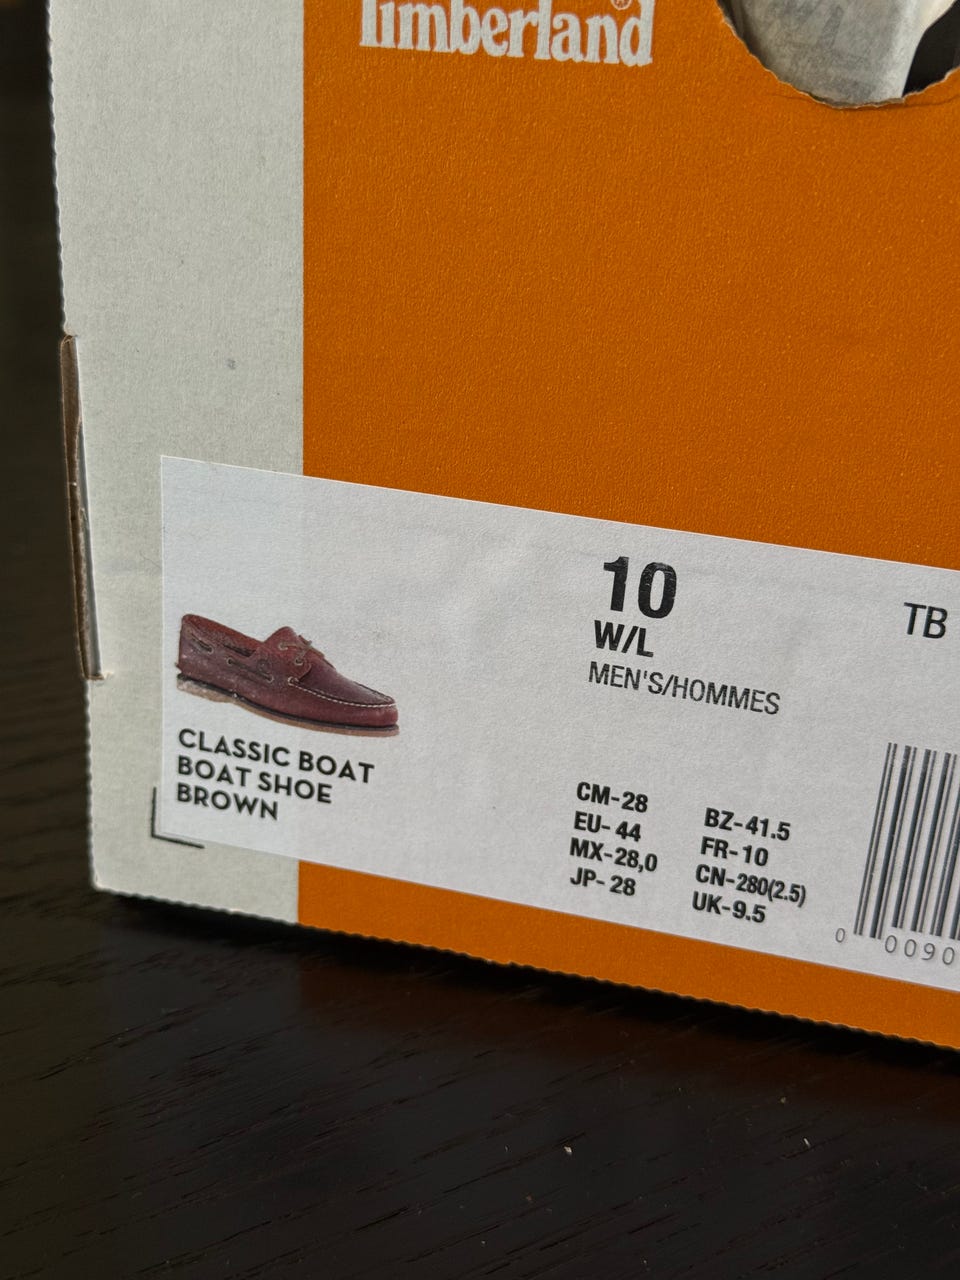 Timberland®
10
W/L
MEN'S/HOMMES
TB
CLASSIC BOAT
BOAT SHOE
BROWN
CM-28
EU- 44
MX-28,0
JP- 28
BZ-41.5
FR-10
CN-280(2.5)
UK-9.5
0 0090